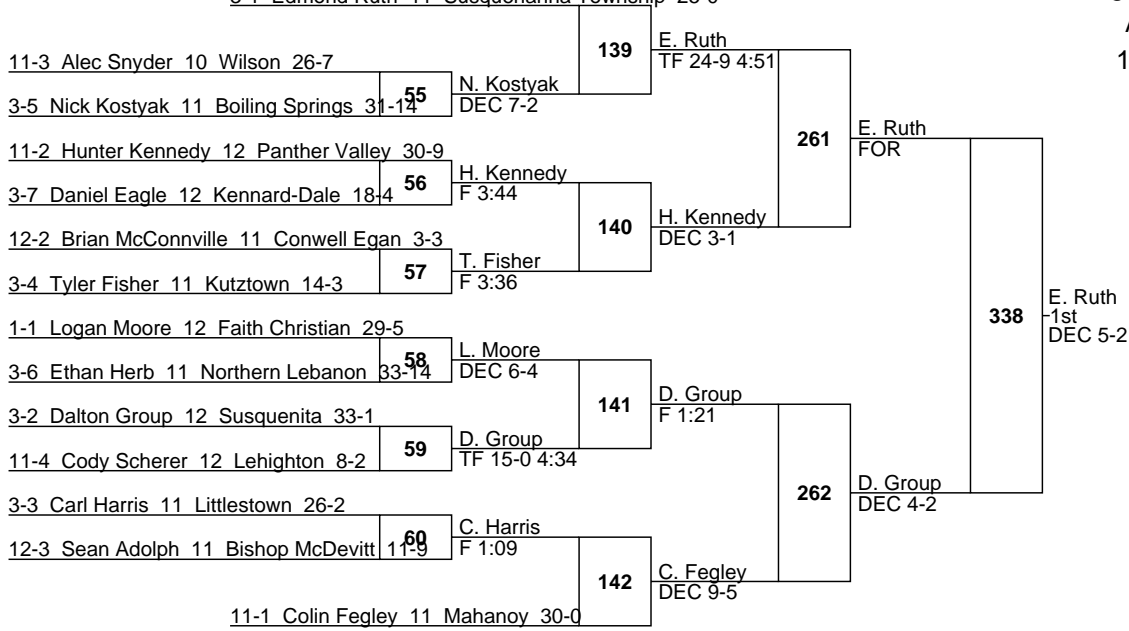 3-1 Edmond Ruth 11 Susquehanna Township
139
E. Ruth
TF 24-9 4:51
11-3 Alec Snyder 10 Wilson 26-7
55
N. Kostyak
DEC 7-2
3-5 Nick Kostyak 11 Boiling Springs 31-14
261
E. Ruth
FOR
11-2 Hunter Kennedy 12 Panther Valley 30-9
56
H. Kennedy
F 3:44
3-7 Daniel Eagle 12 Kennard-Dale 18-4
140
H. Kennedy
DEC 3-1
12-2 Brian McConnville 11 Conwell Egan 3-3
57
T. Fisher
F 3:36
3-4 Tyler Fisher 11 Kutztown 14-3
338
E. Ruth
1st
DEC 5-2
1-1 Logan Moore 12 Faith Christian 29-5
58
L. Moore
DEC 6-4
3-6 Ethan Herb 11 Northern Lebanon 33-14
141
D. Group
F 1:21
3-2 Dalton Group 12 Susquenita 33-1
59
D. Group
TF 15-0 4:34
11-4 Cody Scherer 12 Lehighton 8-2
262
D. Group
DEC 4-2
3-3 Carl Harris 11 Littlestown 26-2
60
C. Harris
F 1:09
12-3 Sean Adolph 11 Bishop McDevitt 11-9
142
C. Fegley
DEC 9-5
11-1 Colin Fegley 11 Mahanoy 30-0